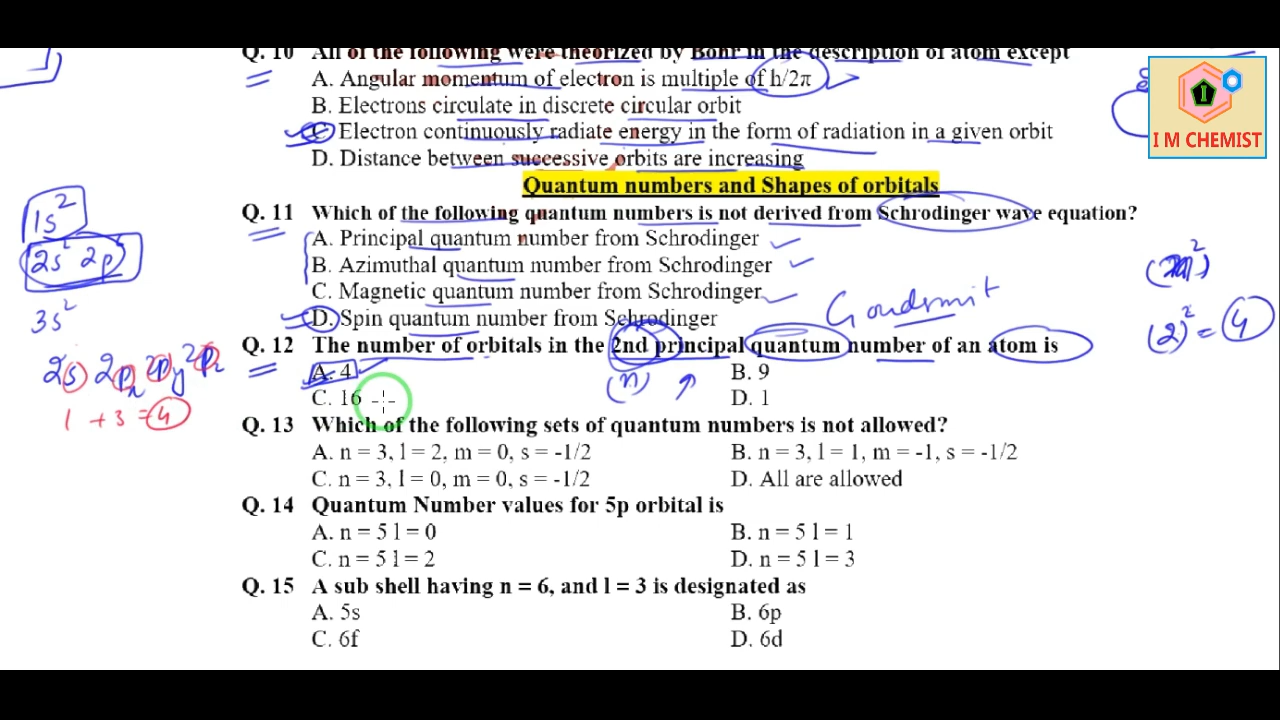 Q. 10 All of the following were theorized by Bohr in the description of atom except
A. Angular momentum of electron is multiple of h/2π
B. Electrons circulate in discrete circular orbit
C. Electron continuously radiate energy in the form of radiation in a given orbit
D. Distance between successive orbits are increasing
I
I M CHEMIST
Quantum numbers and Shapes of orbitals
Q. 11 Which of the following quantum numbers is not derived from Schrodinger wave equation?
A. Principal quantum number from Schrodinger
B. Azimuthal quantum number from Schrodinger
C. Magnetic quantum number from Schrodinger
D. Spin quantum number from Schrodinger
1s²
2s² 2p⁶
3s²
Goudsmit
(2)² = 4
Q. 12 The number of orbitals in the 2nd principal quantum number of an atom is
A. 4 B. 9
C. 16 D. 1
(n)
2s 2px 2py 2pz
1 + 3 = 4
Q. 13 Which of the following sets of quantum numbers is not allowed?
A. n = 3, l = 2, m = 0, s = -1/2 B. n = 3, l = 1, m = -1, s = -1/2
C. n = 3, l = 0, m = 0, s = -1/2 D. All are allowed
Q. 14 Quantum Number values for 5p orbital is
A. n = 5 l = 0 B. n = 5 l = 1
C. n = 5 l = 2 D. n = 5 l = 3
Q. 15 A sub shell having n = 6, and l = 3 is designated as
A. 5s B. 6p
C. 6f D. 6d